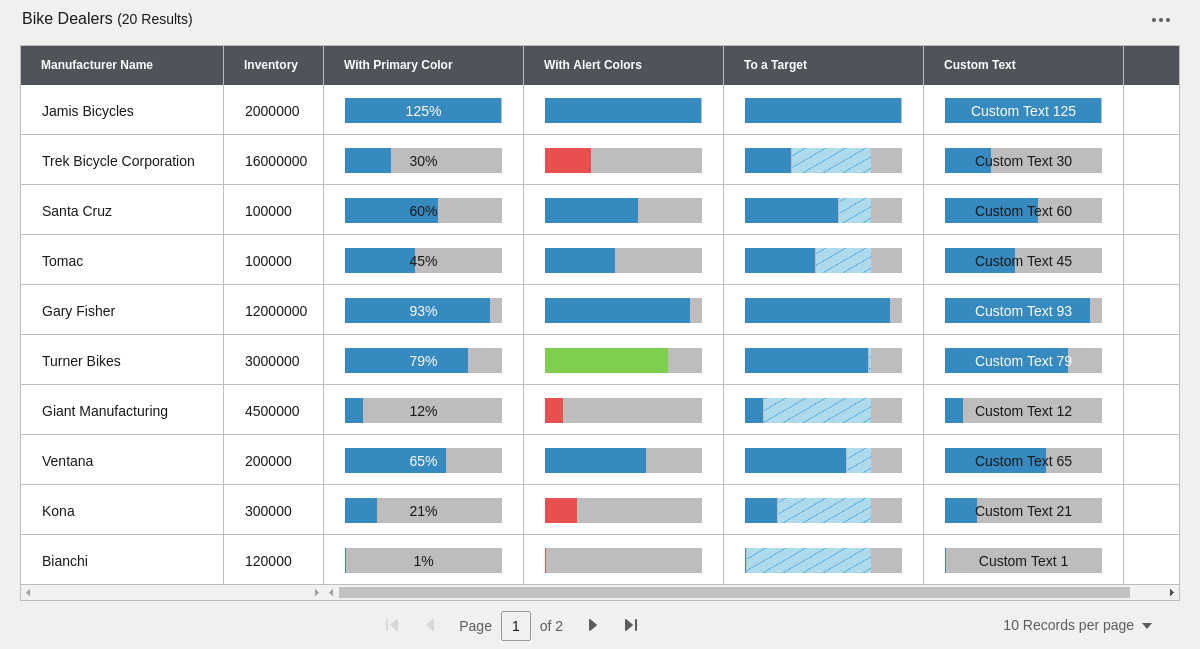 Bike Dealers (20 Results)
Manufacturer Name Inventory With Primary Color With Alert Colors To a Target Custom Text
Jamis Bicycles 2000000 125% Custom Text 125
Trek Bicycle Corporation 16000000 30% Custom Text 30
Santa Cruz 100000 60% Custom Text 60
Tomac 100000 45% Custom Text 45
Gary Fisher 12000000 93% Custom Text 93
Turner Bikes 3000000 79% Custom Text 79
Giant Manufacturing 4500000 12% Custom Text 12
Ventana 200000 65% Custom Text 65
Kona 300000 21% Custom Text 21
Bianchi 120000 1% Custom Text 1
Page 1 of 2 10 Records per page